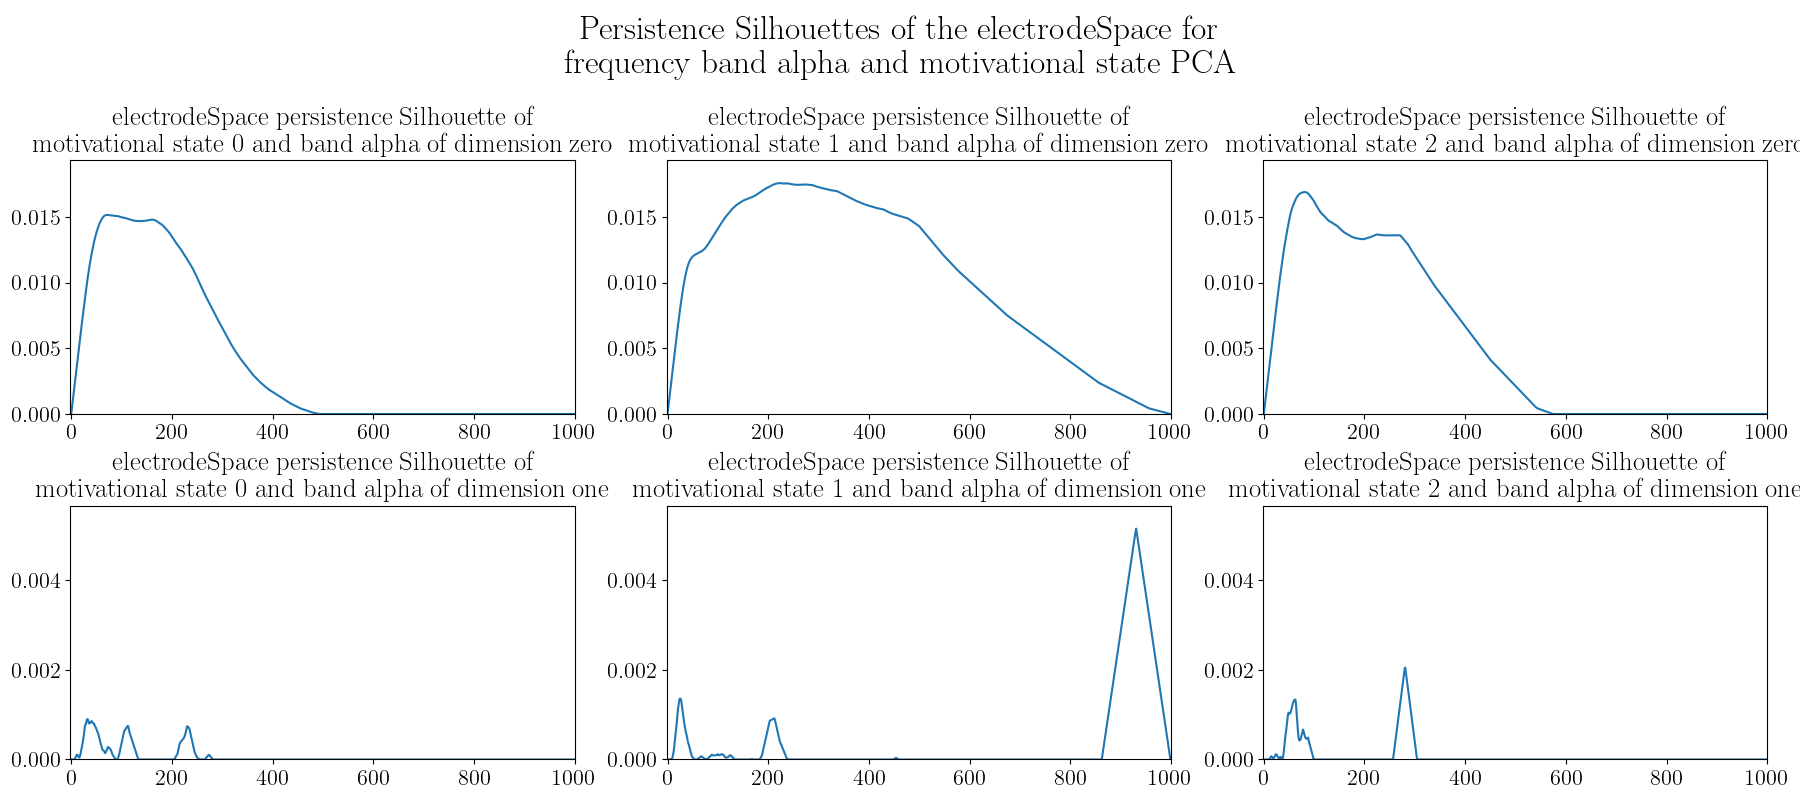 Persistence Silhouettes of the electrodeSpace for
frequency band alpha and motivational state PCA
electrodeSpace persistence Silhouette of
motivational state 0 and band alpha of dimension zero
0.015
0.010
0.005
0.000
0 200 400 600 800 1000
electrodeSpace persistence Silhouette of
motivational state 1 and band alpha of dimension zero
0.015
0.010
0.005
0.000
0 200 400 600 800 1000
electrodeSpace persistence Silhouette of
motivational state 2 and band alpha of dimension zero
0.015
0.010
0.005
0.000
0 200 400 600 800 1000
electrodeSpace persistence Silhouette of
motivational state 0 and band alpha of dimension one
0.004
0.002
0.000
0 200 400 600 800 1000
electrodeSpace persistence Silhouette of
motivational state 1 and band alpha of dimension one
0.004
0.002
0.000
0 200 400 600 800 1000
electrodeSpace persistence Silhouette of
motivational state 2 and band alpha of dimension one
0.004
0.002
0.000
0 200 400 600 800 1000